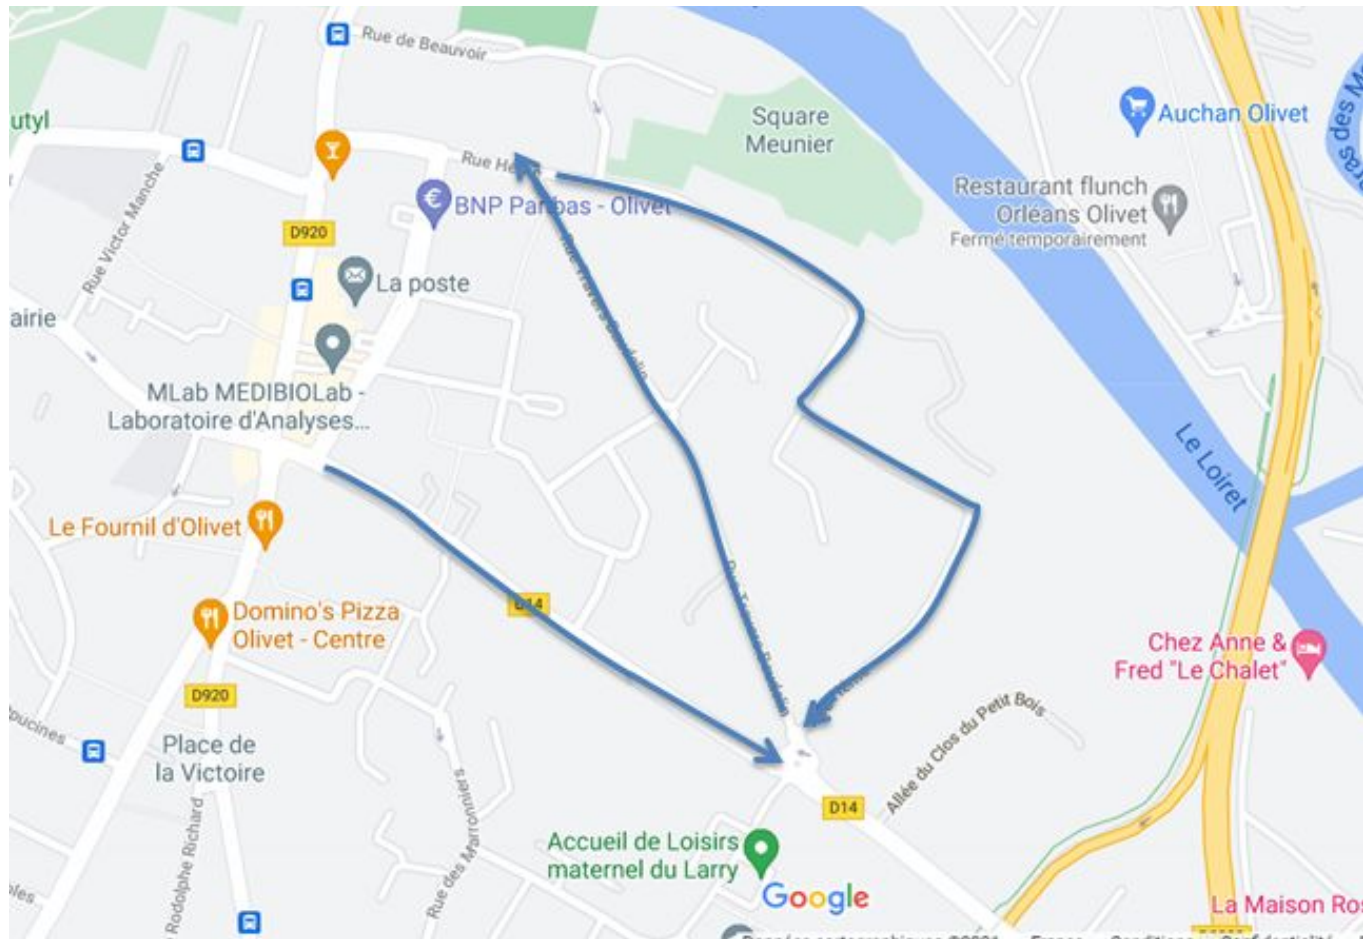 Rue de Beauvoir
utyl
Square
Meunier
Auchan Olivet
Rue Victor Manche
BNP Paribas - Olivet
Restaurant flunch
Orléans Olivet
Fermé temporairement
D920
La poste
airie
MLab MEDIBIOLab -
Laboratoire d'Analyses...
Le Loiret
Le Fournil d'Olivet
D14
Domino's Pizza
Olivet - Centre
Chez Anne &
Fred "Le Chalet"
D920
oucines
Place de
la Victoire
Allée du Clos du Petit Bois
D14
Rodolphe Richard
Rue des Marronniers
Accueil de Loisirs
maternel du Larry
Google
La Maison Ros